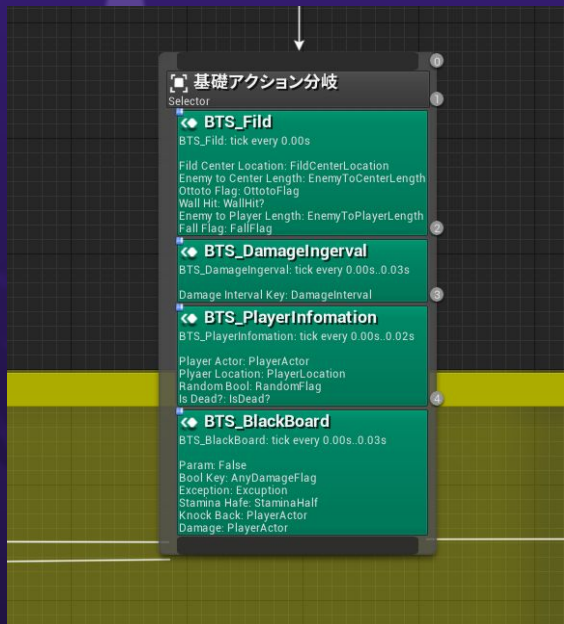 0
基礎アクション分岐
Selector
1
BTS_Fild
BTS_Fild: tick every 0.00s
Fild Center Location: FildCenterLocation
Enemy to Center Length: EnemyToCenterLength
Ottoto Flag: OttotoFlag
Wall Hit: WallHit?
Enemy to Player Length: EnemyToPlayerLength
Fall Flag: FallFlag
2
BTS_DamageIngerval
BTS_DamageIngerval: tick every 0.00s..0.03s
Damage Interval Key: DamageInterval
3
BTS_PlayerInfomation
BTS_PlayerInfomation: tick every 0.00s..0.02s
Player Actor: PlayerActor
Plyaer Location: PlayerLocation
Random Bool: RandomFlag
Is Dead?: IsDead?
4
BTS_BlackBoard
BTS_BlackBoard: tick every 0.00s..0.03s
Param: False
Bool Key: AnyDamageFlag
Exception: Excuption
Stamina Hafe: StaminaHalf
Knock Back: PlayerActor
Damage: PlayerActor